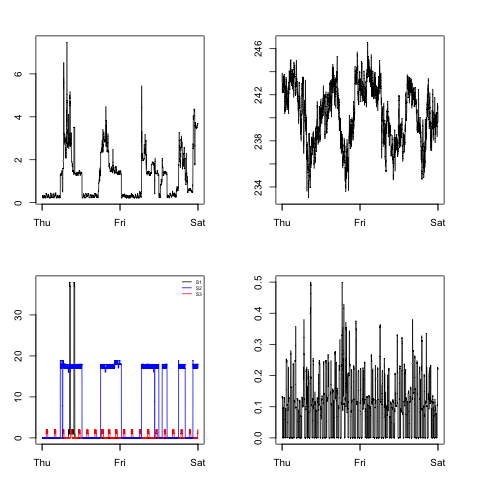 0 2 4 6
Thu Fri Sat
234 238 242 246
Thu Fri Sat
0 10 20 30
S1
S2
S3
Thu Fri Sat
0.0 0.1 0.2 0.3 0.4 0.5
Thu Fri Sat